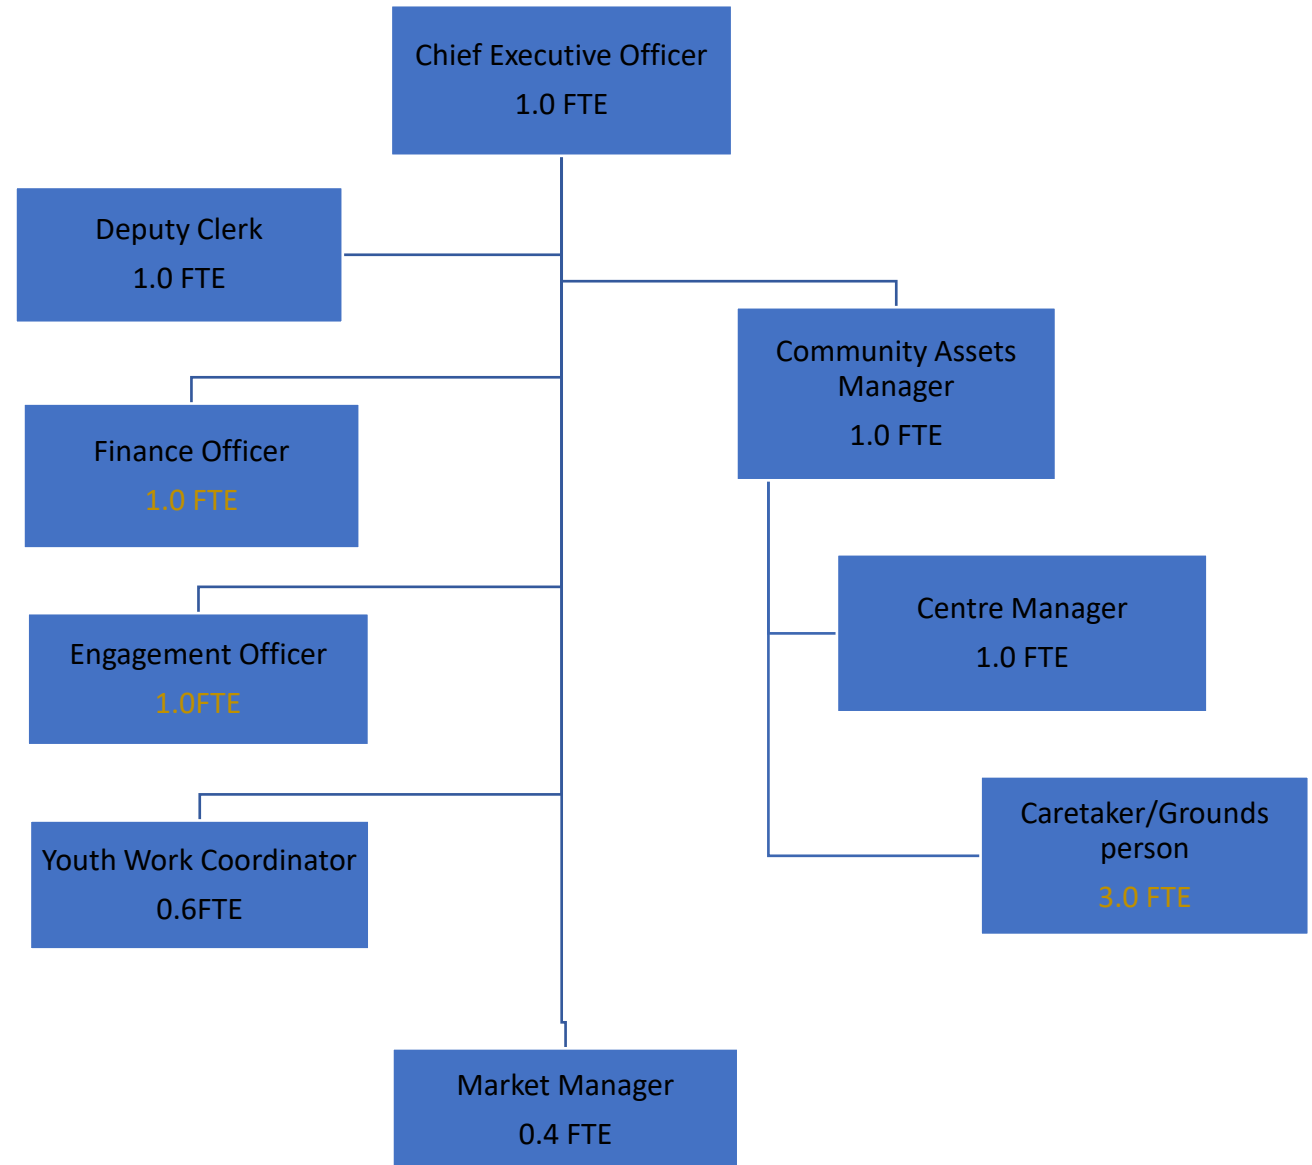 Chief Executive Officer
1.0 FTE
Deputy Clerk
1.0 FTE
Community Assets
Manager
1.0 FTE
Finance Officer
1.0 FTE
Centre Manager
1.0 FTE
Engagement Officer
1.0FTE
Caretaker/Grounds
person
3.0 FTE
Youth Work Coordinator
0.6FTE
Market Manager
0.4 FTE